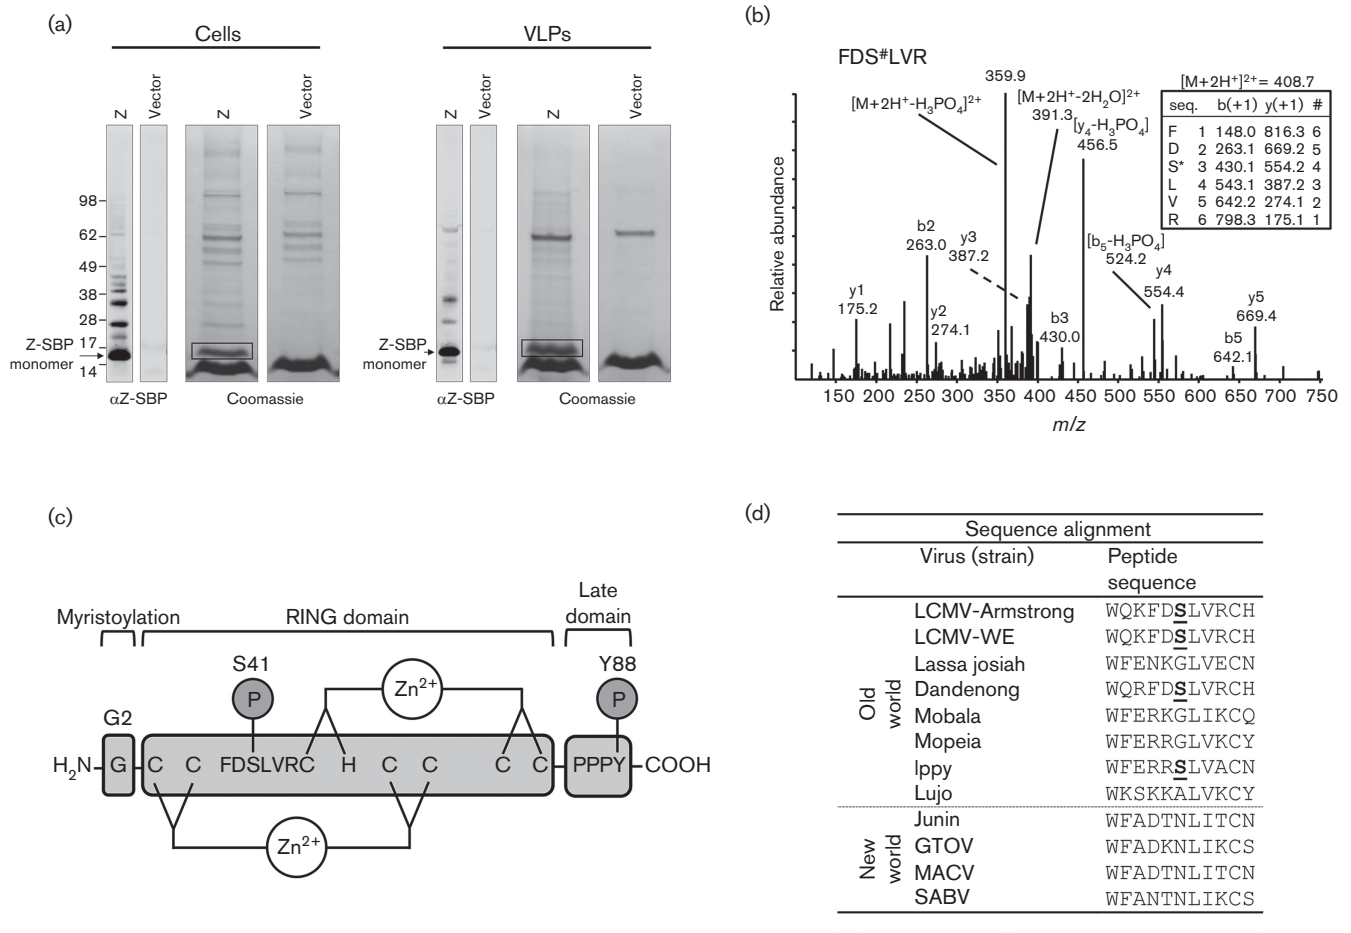 (a)
Cells
VLPs
Z
Vector
Z
Vector
Z
Vector
Z
Vector
98
62
49
38
28
17
14
Z-SBP
monomer
Z-SBP
monomer
αZ-SBP
Coomassie
αZ-SBP
Coomassie
(b)
FDS#LVR
359.9
[M+2H⁺-H₃PO₄]²⁺
[M+2H⁺-2H₂O]²⁺
391.3
[y₄-H₃PO₄]
456.5
[M+2H⁺]²⁺= 408.7
seq. b(+1) y(+1) #
F 1 148.0 816.3 6
D 2 263.1 669.2 5
S* 3 430.1 554.2 4
L 4 543.1 387.2 3
V 5 642.2 274.1 2
R 6 798.3 175.1 1
b2
263.0
y3
387.2
[b₅-H₃PO₄]
524.2
y4
554.4
y1
175.2
y2
274.1
b3
430.0
b5
642.1
y5
669.4
Relative abundance
150 200 250 300 350 400 450 500 550 600 650 700 750
m/z
(c)
Myristoylation
RING domain
Late
domain
S41
Y88
P
Zn²⁺
P
G2
H₂N
G
C C FDSLVRC H C C C C
PPPY
COOH
Zn²⁺
(d)
Sequence alignment
Virus (strain) Peptide
sequence
Old
world
LCMV-Armstrong WQKFDSLVRCH
LCMV-WE WQKFDSLVRCH
Lassa josiah WFENKGLVECN
Dandenong WQRFDSLVRCH
Mobala WFERKGLIKCQ
Mopeia WFERRGLVKCY
Ippy WFERRSLVACN
Lujo WKSKKALVKCY
New
world
Junin WFADTNLITCN
GTOV WFADKNLIKCS
MACV WFADTNLITCN
SABV WFANTNLIKCS